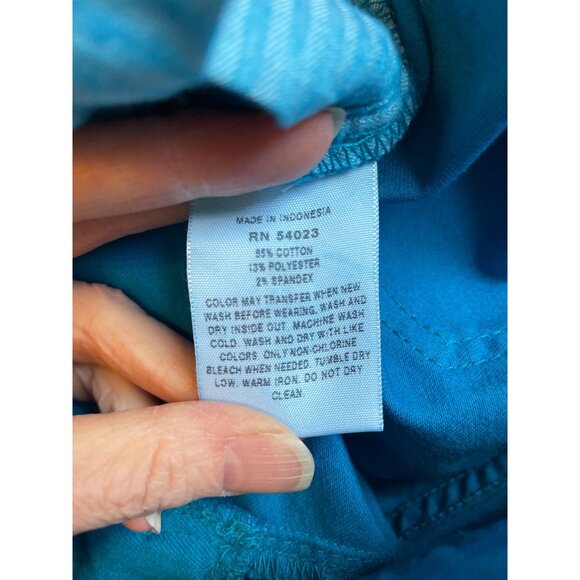 MADE IN INDONESIA
RN 54023
85% COTTON
13% POLYESTER
2% SPANDEX
COLOR MAY TRANSFER WHEN NEW
WASH BEFORE WEARING. WASH AND
DRY INSIDE OUT. MACHINE WASH
COLD. WASH AND DRY WITH LIKE
COLORS. ONLY NON-CHLORINE
BLEACH WHEN NEEDED. TUMBLE DRY
LOW. WARM IRON. DO NOT DRY
CLEAN.